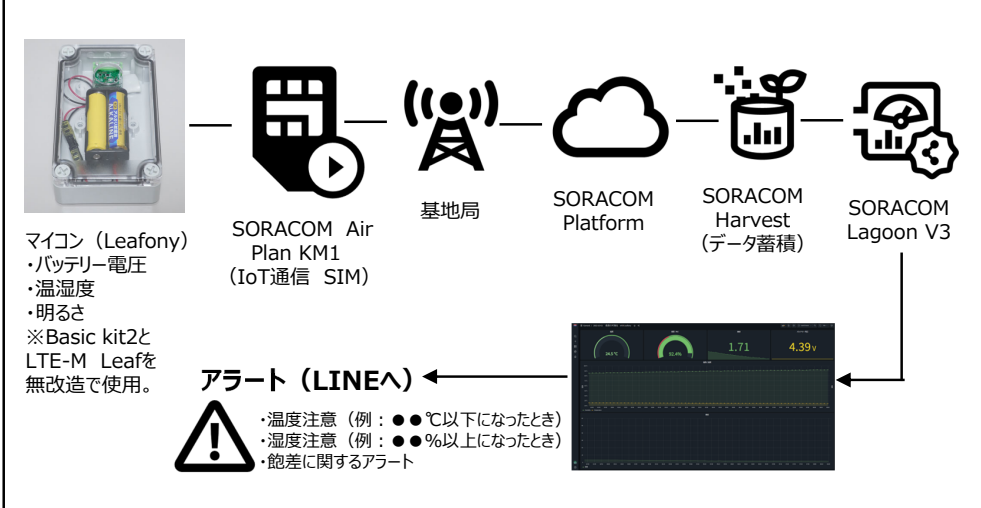 マイコン（Leafony）
・バッテリー電圧
・温湿度
・明るさ
※Basic kit2と
LTE-M Leafを
無改造で使用。
SORACOM Air
Plan KM1
（IoT通信 SIM）
基地局
SORACOM
Platform
SORACOM
Harvest
（データ蓄積）
SORACOM
Lagoon V3
1.71
4.39v
アラート（LINEへ）
・温度注意（例：●●℃以下になったとき）
・湿度注意（例：●●%以上になったとき）
・飽差に関するアラート